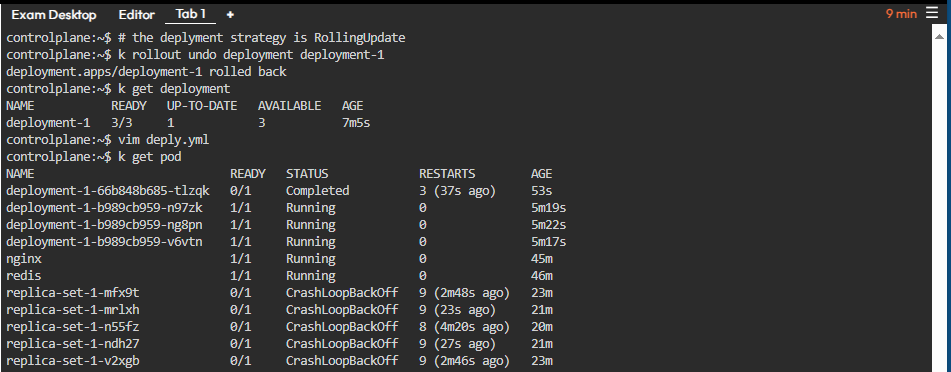 Exam Desktop Editor Tab 1 + 9 min
controlplane:~$ # the deplyment strategy is RollingUpdate
controlplane:~$ k rollout undo deployment deployment-1
deployment.apps/deployment-1 rolled back
controlplane:~$ k get deployment
NAME READY UP-TO-DATE AVAILABLE AGE
deployment-1 3/3 1 3 7m5s
controlplane:~$ vim deply.yml
controlplane:~$ k get pod
NAME READY STATUS RESTARTS AGE
deployment-1-66b848b685-tlzqk 0/1 Completed 3 (37s ago) 53s
deployment-1-b989cb959-n97zk 1/1 Running 0 5m19s
deployment-1-b989cb959-ng8pn 1/1 Running 0 5m22s
deployment-1-b989cb959-v6vtn 1/1 Running 0 5m17s
nginx 1/1 Running 0 45m
redis 1/1 Running 0 46m
replica-set-1-mfx9t 0/1 CrashLoopBackOff 9 (2m48s ago) 23m
replica-set-1-mrlxh 0/1 CrashLoopBackOff 9 (23s ago) 21m
replica-set-1-n55fz 0/1 CrashLoopBackOff 8 (4m20s ago) 20m
replica-set-1-ndh27 0/1 CrashLoopBackOff 9 (27s ago) 21m
replica-set-1-v2xgb 0/1 CrashLoopBackOff 9 (2m46s ago) 23m